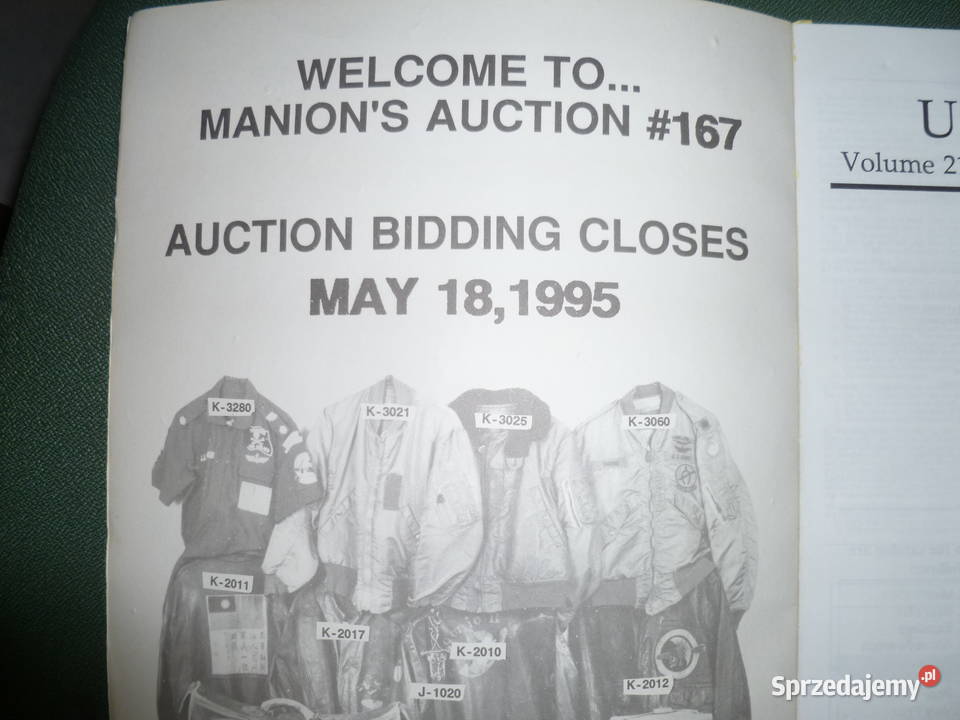 WELCOME TO...
MANION'S AUCTION #167
AUCTION BIDDING CLOSES
MAY 18,1995
K-3280
K-3021
K-3025
K-3060
K-2011
K-2017
K-2010
J-1020
K-2012
U
Volume 21
Sprzedajemy.pl